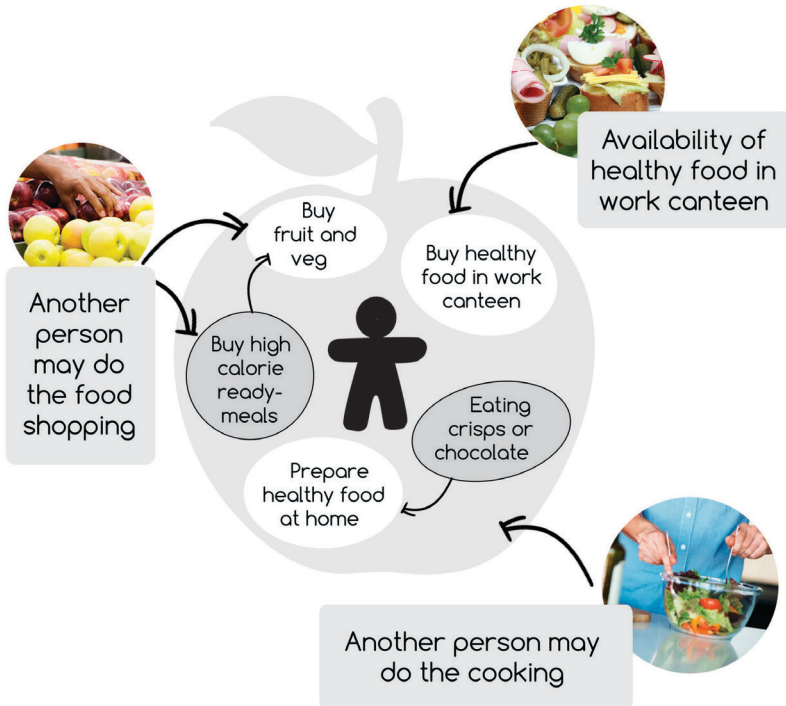 Availability of
healthy food in
work canteen
Buy
fruit and
veg
Buy healthy
food in work
canteen
Another
person
may do
the food
shopping
Buy high
calorie
ready-
meals
Eating
crisps or
chocolate
Prepare
healthy food
at home
Another person may
do the cooking